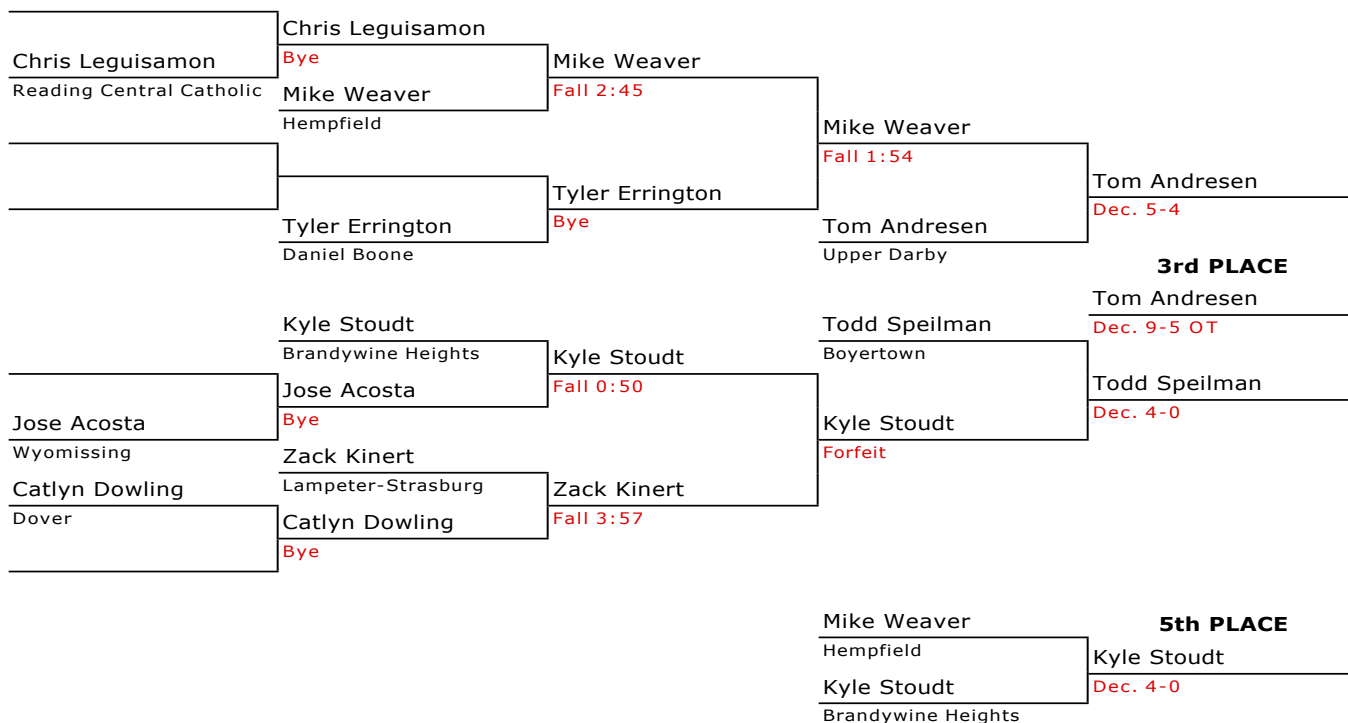 Chris Leguisamon
Chris Leguisamon
Bye
Mike Weaver
Reading Central Catholic
Mike Weaver
Fall 2:45
Hempfield
Mike Weaver
Fall 1:54
Tom Andresen
Tyler Errington
Dec. 5-4
Tyler Errington
Bye
Tom Andresen
Daniel Boone
Upper Darby
3rd PLACE
Tom Andresen
Kyle Stoudt
Todd Speilman
Dec. 9-5 OT
Brandywine Heights
Kyle Stoudt
Boyertown
Jose Acosta
Fall 0:50
Todd Speilman
Jose Acosta
Bye
Kyle Stoudt
Dec. 4-0
Wyomissing
Zack Kinert
Forfeit
Catlyn Dowling
Lampeter-Strasburg
Zack Kinert
Dover
Catlyn Dowling
Fall 3:57
Bye
Mike Weaver
5th PLACE
Hempfield
Kyle Stoudt
Kyle Stoudt
Dec. 4-0
Brandywine Heights